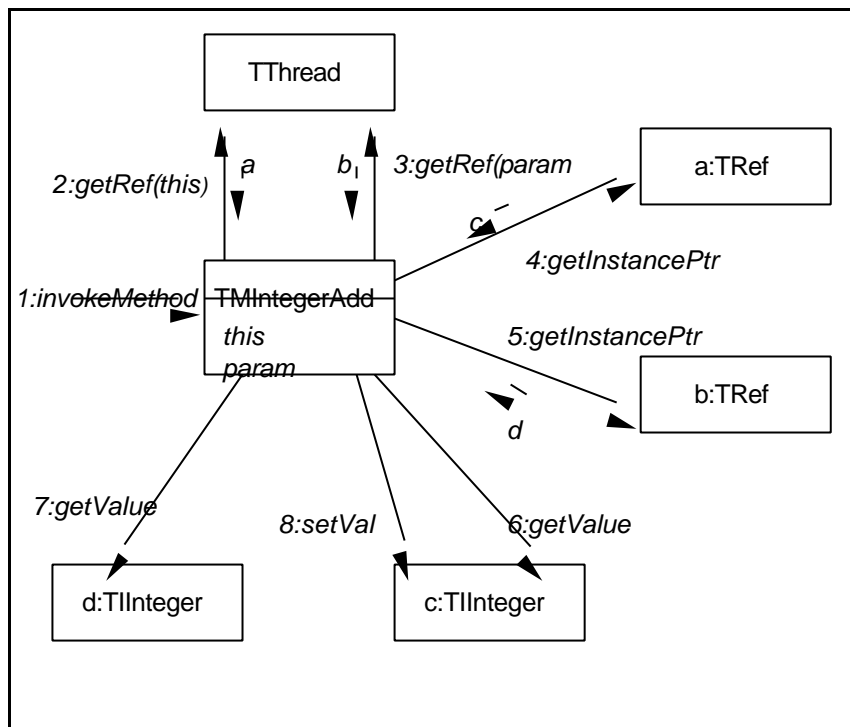 TThread
a
b
3:getRef(param
2:getRef(this)
a:TRef
c
4:getInstancePtr
1:invokeMethod
TMIntegerAdd
this
param
5:getInstancePtr
b:TRef
d
7:getValue
8:setVal
6:getValue
d:TIInteger
c:TIInteger